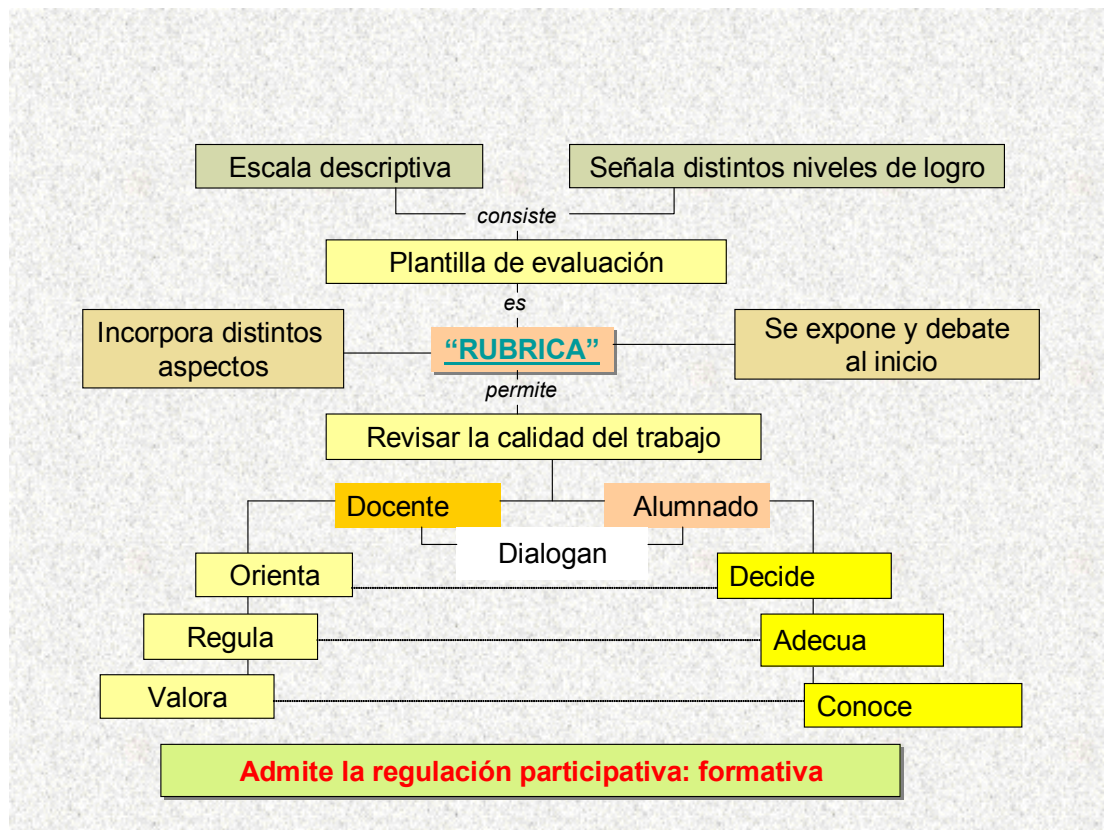 Escala descriptiva
Señala distintos niveles de logro
consiste
Plantilla de evaluación
es
Incorpora distintos
aspectos
“RUBRICA”
Se expone y debate
al inicio
permite
Revisar la calidad del trabajo
Docente
Alumnado
Dialogan
Orienta
Decide
Regula
Adecua
Valora
Conoce
Admite la regulación participativa: formativa